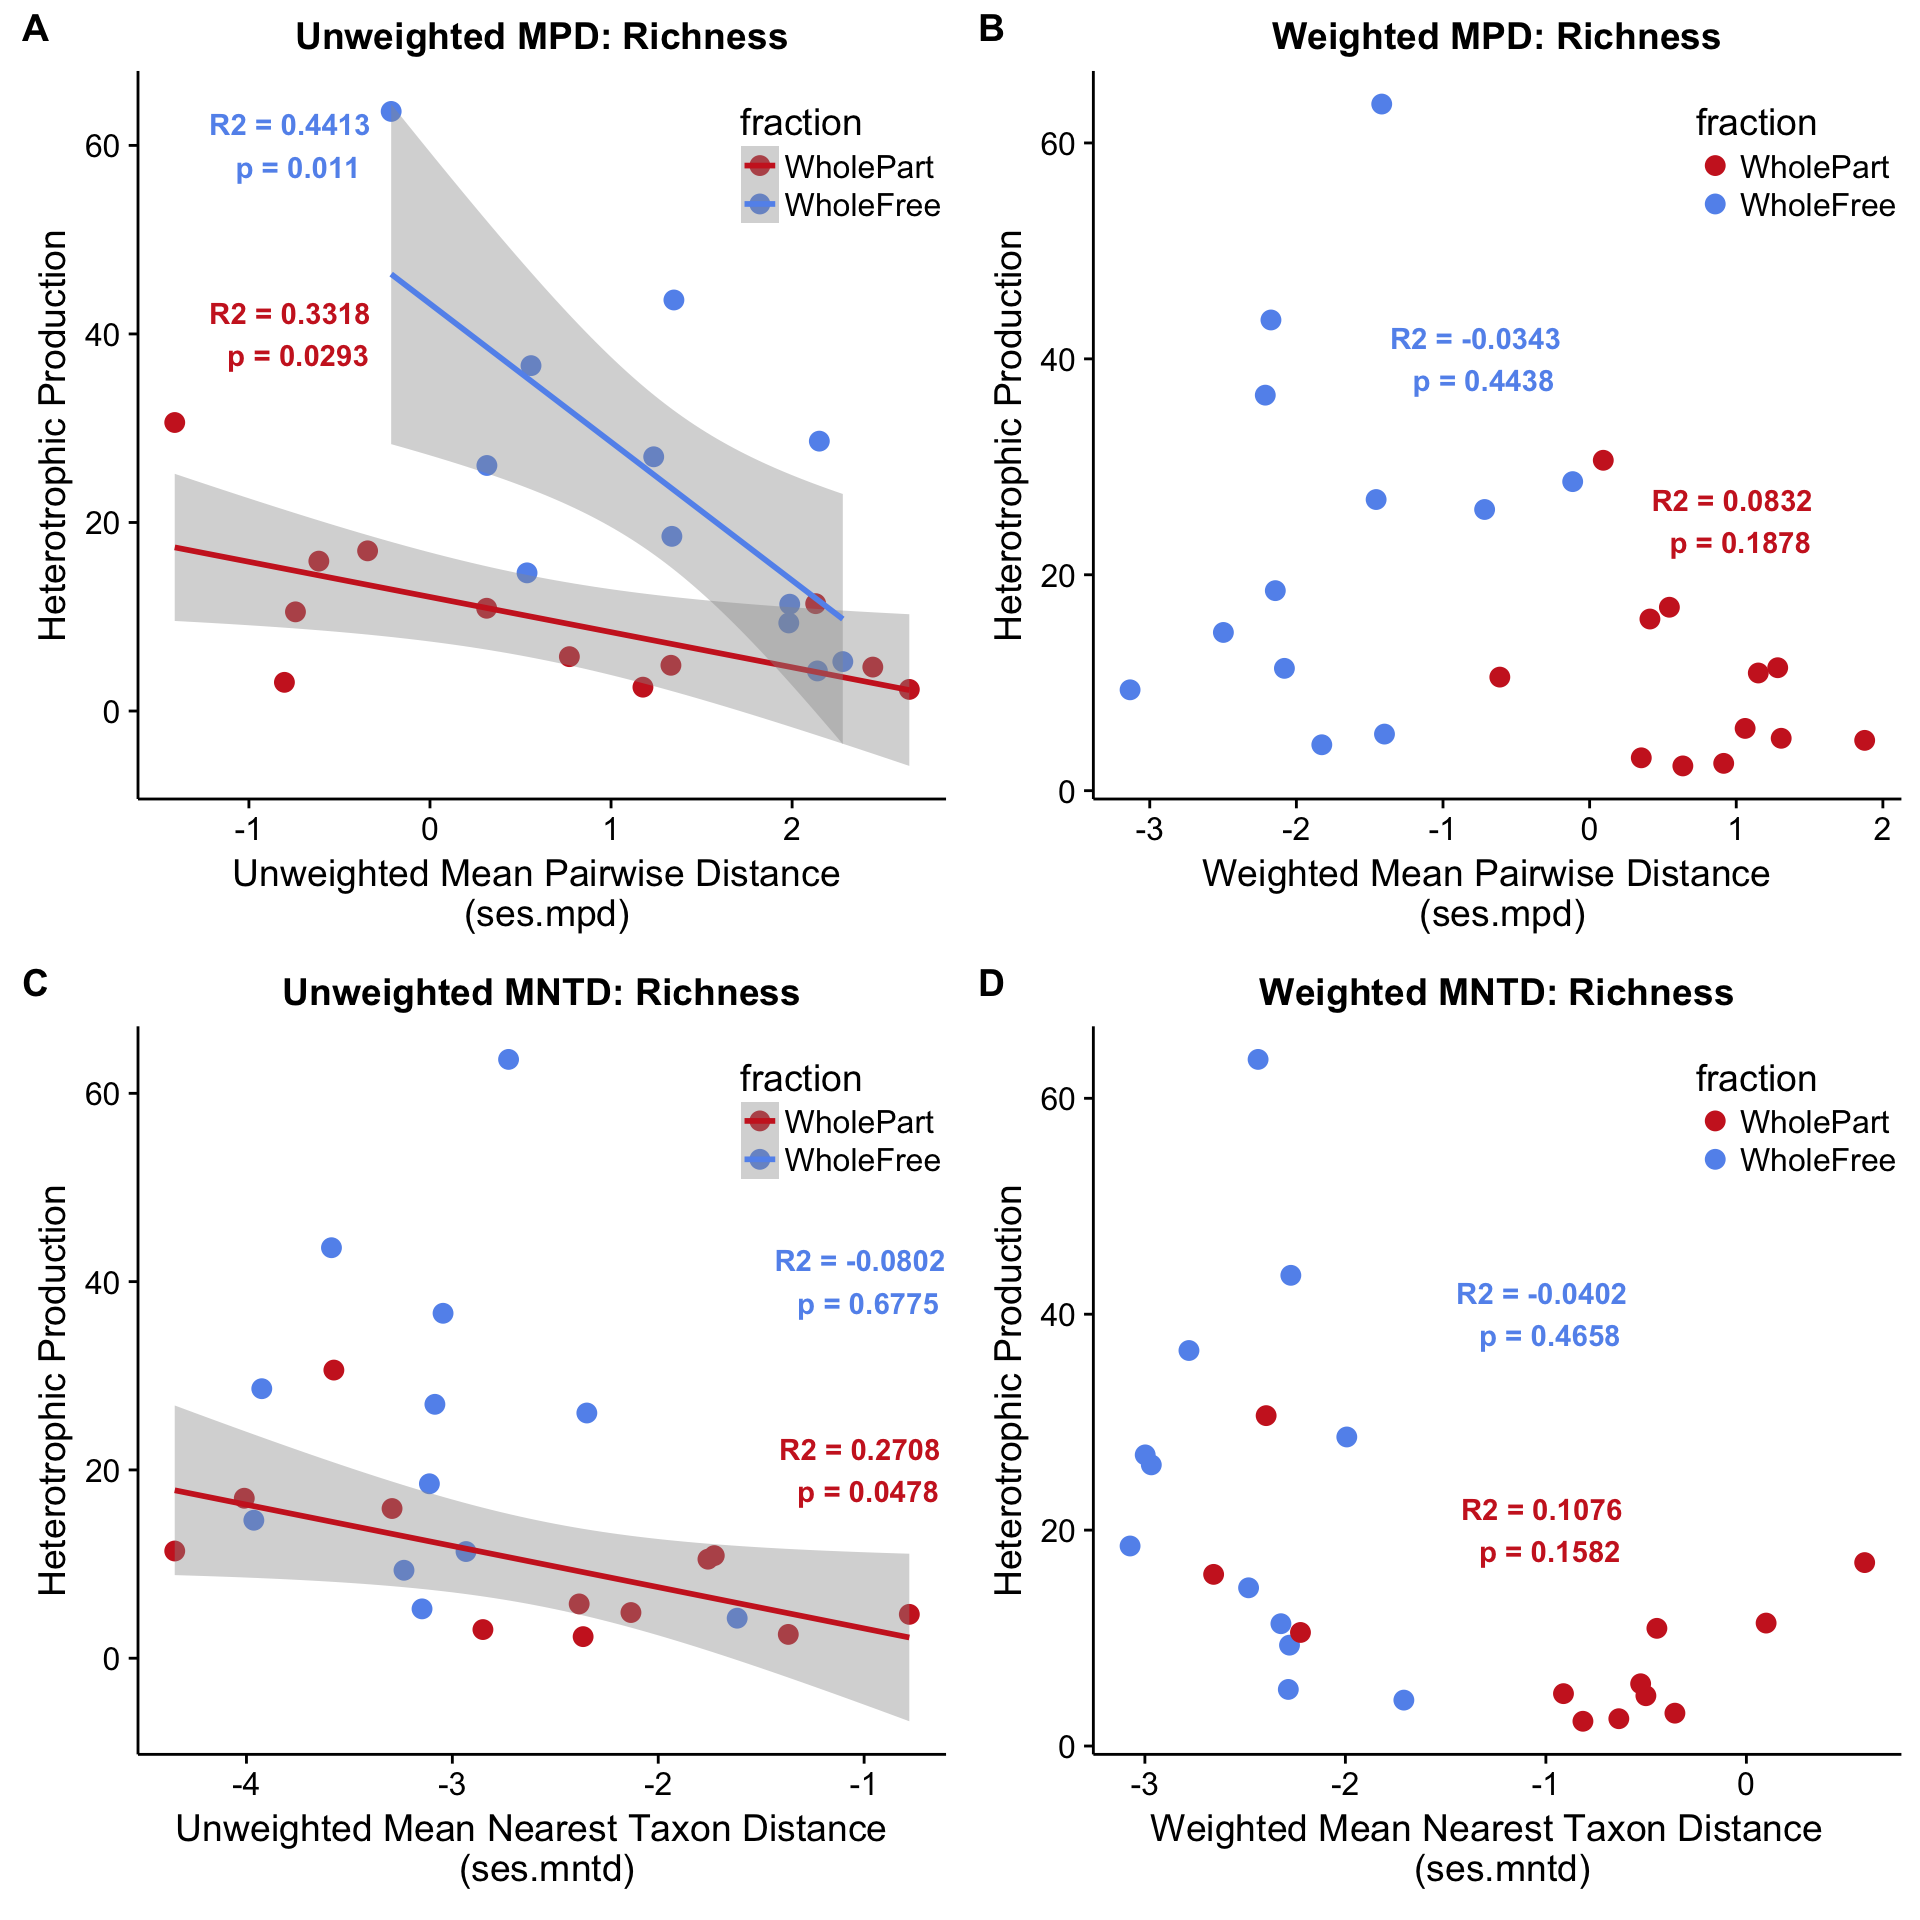 A
Unweighted MPD: Richness
R2 = 0.4413
p = 0.011
R2 = 0.3318
p = 0.0293
fraction
WholePart
WholeFree
Heterotrophic Production
60
40
20
0
-1
0
1
2
Unweighted Mean Pairwise Distance
(ses.mpd)
B
Weighted MPD: Richness
fraction
WholePart
WholeFree
R2 = -0.0343
p = 0.4438
R2 = 0.0832
p = 0.1878
Heterotrophic Production
60
40
20
0
-3
-2
-1
0
1
2
Weighted Mean Pairwise Distance
(ses.mpd)
C
Unweighted MNTD: Richness
fraction
WholePart
WholeFree
R2 = -0.0802
p = 0.6775
R2 = 0.2708
p = 0.0478
Heterotrophic Production
60
40
20
0
-4
-3
-2
-1
Unweighted Mean Nearest Taxon Distance
(ses.mntd)
D
Weighted MNTD: Richness
fraction
WholePart
WholeFree
R2 = -0.0402
p = 0.4658
R2 = 0.1076
p = 0.1582
Heterotrophic Production
60
40
20
0
-3
-2
-1
0
Weighted Mean Nearest Taxon Distance
(ses.mntd)